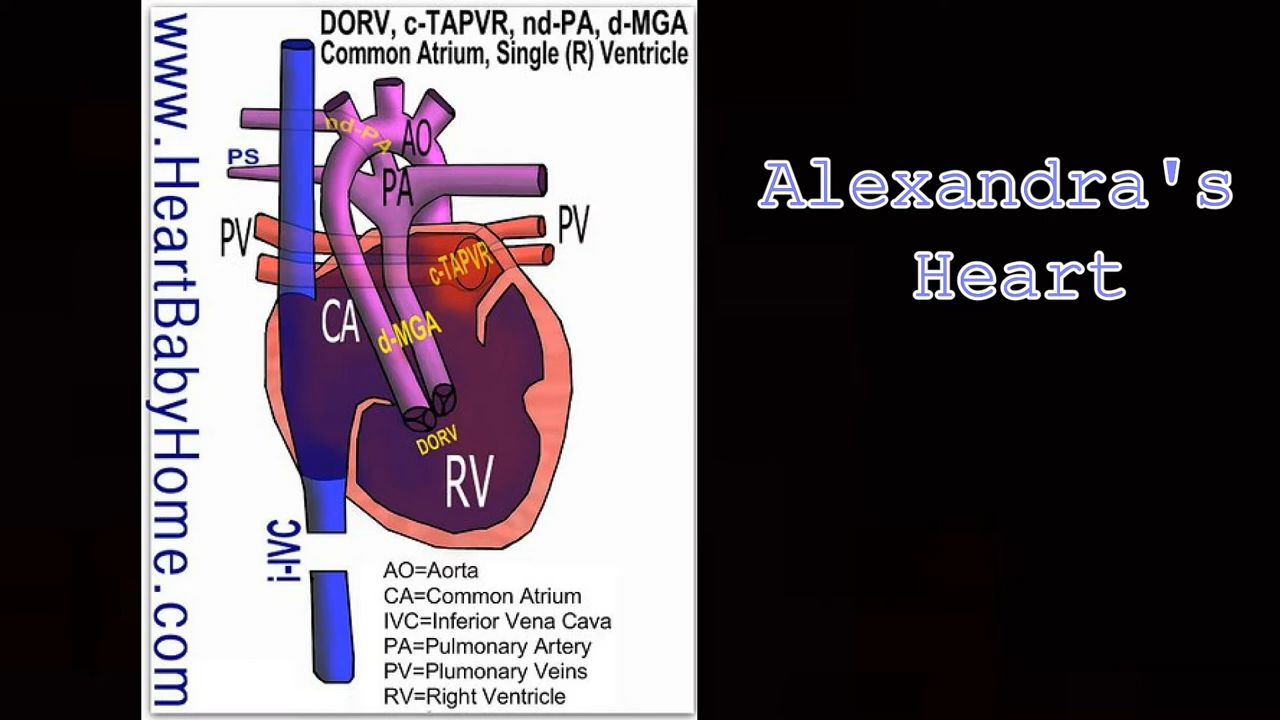 www.HeartBabyHome.com
DORV, c-TAPVR, nd-PA, d-MGA
Common Atrium, Single (R) Ventricle
nd-PA
AO
PS
PA
PV
PV
c-TAPVR
CA
d-MGA
DORV
RV
i-IVC
AO=Aorta
CA=Common Atrium
IVC=Inferior Vena Cava
PA=Pulmonary Artery
PV=Plumonary Veins
RV=Right Ventricle
Alexandra's
Heart